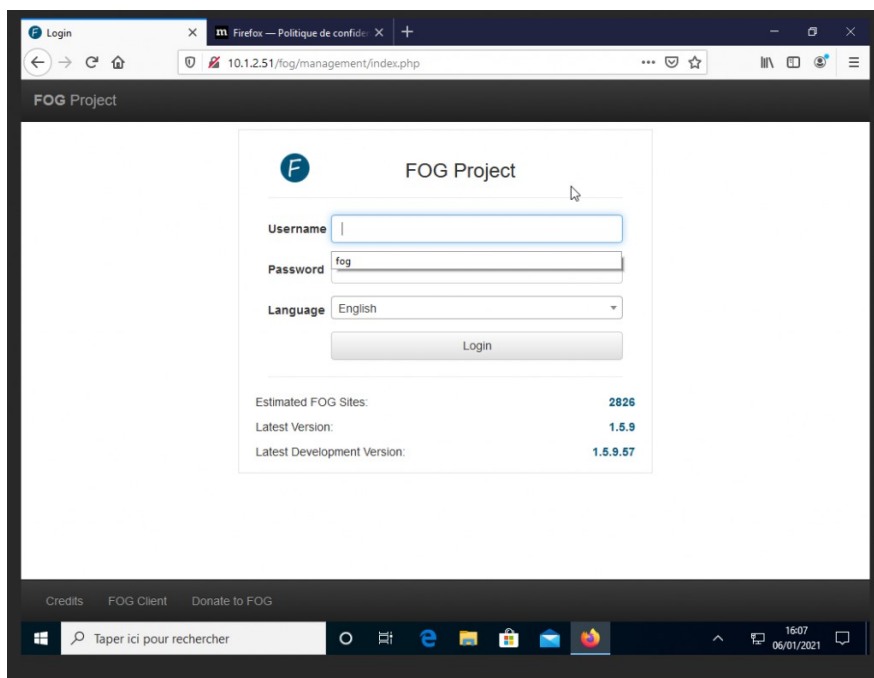 Login
Firefox — Politique de confider
10.1.2.51/fog/management/index.php
FOG Project
FOG Project
Username
fog
Password
Language English
Login
Estimated FOG Sites: 2826
Latest Version: 1.5.9
Latest Development Version: 1.5.9.57
Credits FOG Client Donate to FOG
Taper ici pour rechercher
16:07
06/01/2021